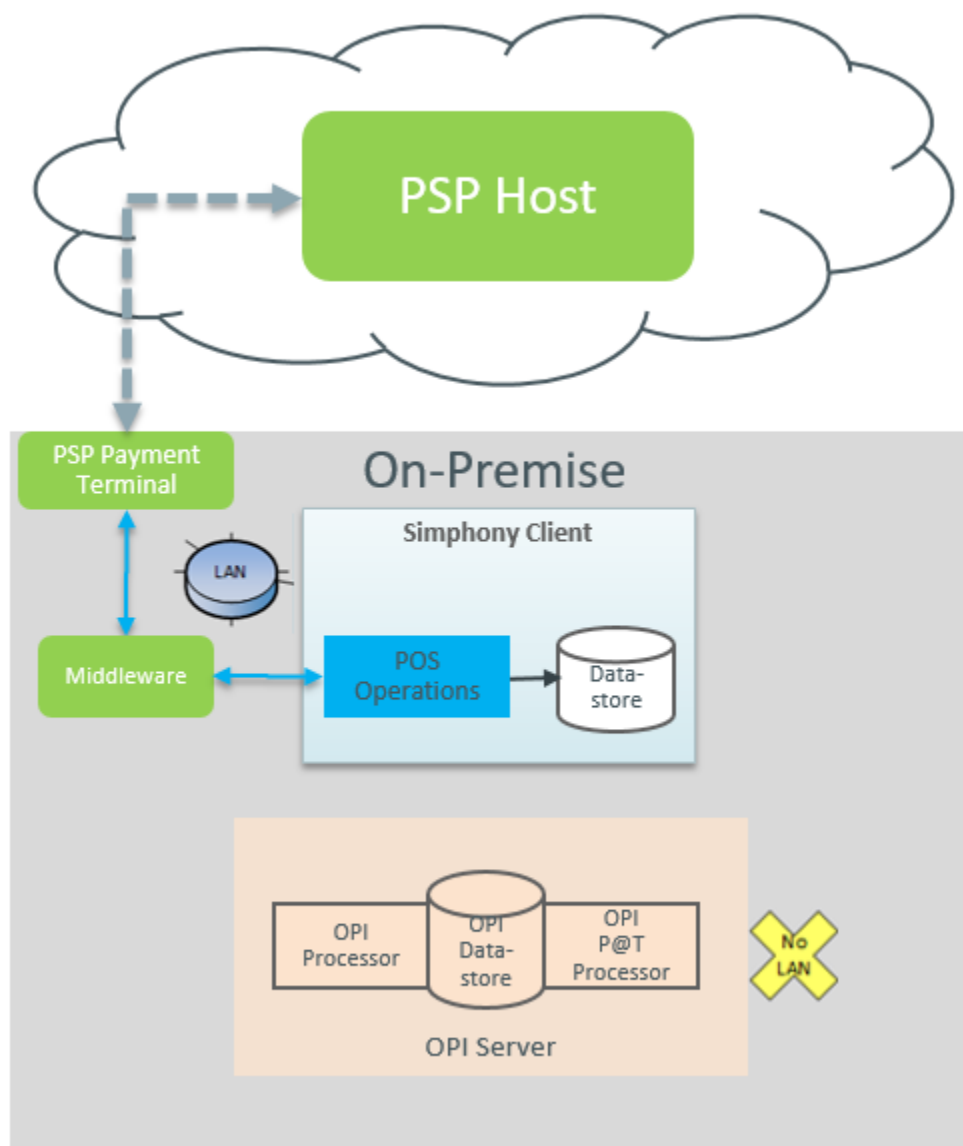 PSP Host
PSP Payment
Terminal
On-Premise
Simphony Client
LAN
Middleware
POS
Operations
Data-
store
OPI
Processor
OPI
Data-
store
OPI
P@T
Processor
No
LAN
OPI Server